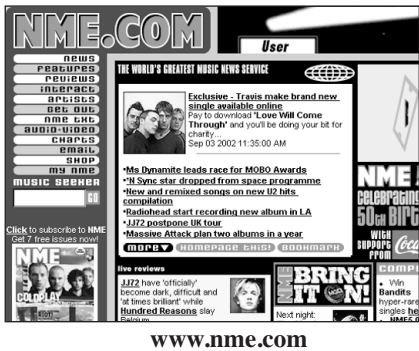 NME.COM
User
news
features
reviews
interact
artists
get out
nme txt
audio-video
charts
email
shop
my nme
MUSIC SEEKER
GO
Click to subscribe to NME
Get 7 free issues now!
NME
COLDPLAY
THE WORLD'S GREATEST MUSIC NEWS SERVICE
Exclusive - Travis make brand new
single available online
Pay to download 'Love Will Come
Through' and you'll be doing your bit for
charity...
Sep 03 2002 11:35:00 AM
•Ms Dynamite leads race for MOBO Awards
•'N Sync star dropped from space programme
•New and remixed songs on new U2 hits
compilation
•Radiohead start recording new album in LA
•JJ72 postpone UK tour
•Massive Attack plan two albums in a year
more
HOMEPAGE THIS!
BOOKMARK
live reviews
JJ72 have 'officially'
become dark, difficult and
'at times brilliant' while
Hundred Reasons slay
Belgium
NME
BRING
IT ON!
Next night:
NME
CELEBRATING
50th BIRT
WITH
SUPPORT
FROM
Coca
COMP
• Win
Bandits
hyper-rare
singles he
• NME5.0
www.nme.com